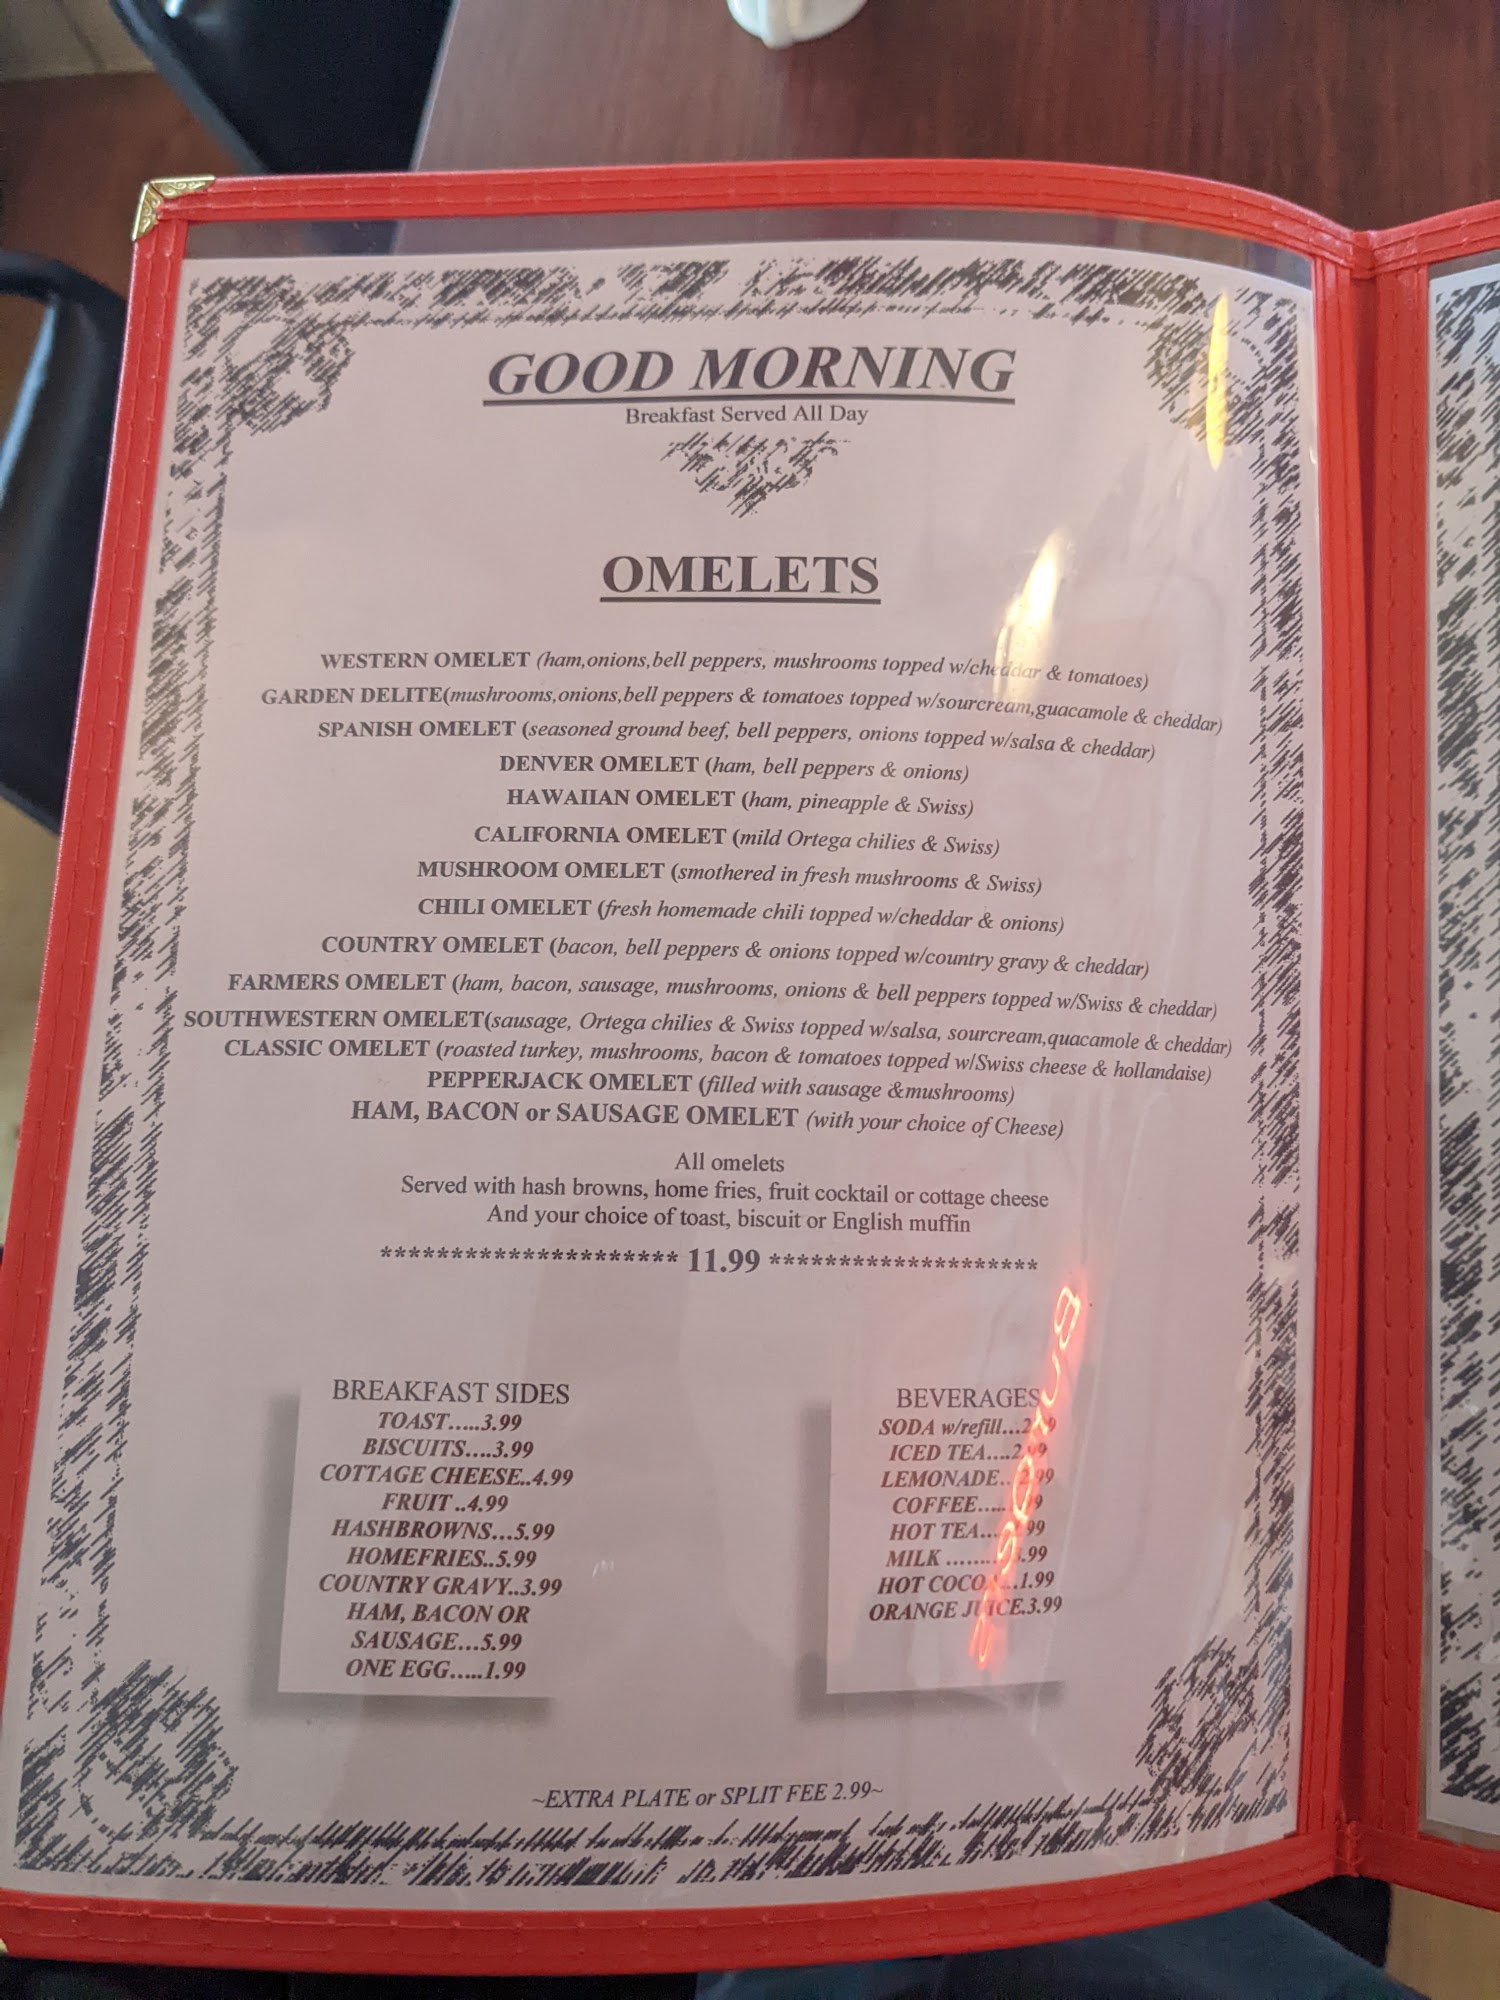 GOOD MORNING
Breakfast Served All Day
OMELETS
WESTERN OMELET (ham,onions,bell peppers, mushrooms topped w/cheddar & tomatoes)
GARDEN DELITE(mushrooms,onions,bell peppers & tomatoes topped w/sourcream,guacamole & cheddar)
SPANISH OMELET (seasoned ground beef, bell peppers, onions topped w/salsa & cheddar)
DENVER OMELET (ham, bell peppers & onions)
HAWAIIAN OMELET (ham, pineapple & Swiss)
CALIFORNIA OMELET (mild Ortega chilies & Swiss)
MUSHROOM OMELET (smothered in fresh mushrooms & Swiss)
CHILI OMELET (fresh homemade chili topped w/cheddar & onions)
COUNTRY OMELET (bacon, bell peppers & onions topped w/country gravy & cheddar)
FARMERS OMELET (ham, bacon, sausage, mushrooms, onions & bell peppers topped w/Swiss & cheddar)
SOUTHWESTERN OMELET(sausage, Ortega chilies & Swiss topped w/salsa, sourcream,quacamole & cheddar)
CLASSIC OMELET (roasted turkey, mushrooms, bacon & tomatoes topped w/Swiss cheese & hollandaise)
PEPPERJACK OMELET (filled with sausage &mushrooms)
HAM, BACON or SAUSAGE OMELET (with your choice of Cheese)
All omelets
Served with hash browns, home fries, fruit cocktail or cottage cheese
And your choice of toast, biscuit or English muffin
********************* 11.99 *******************
BREAKFAST SIDES
TOAST.....3.99
BISCUITS....3.99
COTTAGE CHEESE..4.99
FRUIT..4.99
HASHBROWNS...5.99
HOMEFRIES..5.99
COUNTRY GRAVY..3.99
HAM, BACON OR
SAUSAGE...5.99
ONE EGG.....1.99
BEVERAGES
SODA w/refill...
ICED TEA....
LEMONADE..2.99
COFFEE.....
HOT TEA...
MILK ........
HOT COCOA...1.99
ORANGE JUICE.3.99
~EXTRA PLATE or SPLIT FEE 2.99~